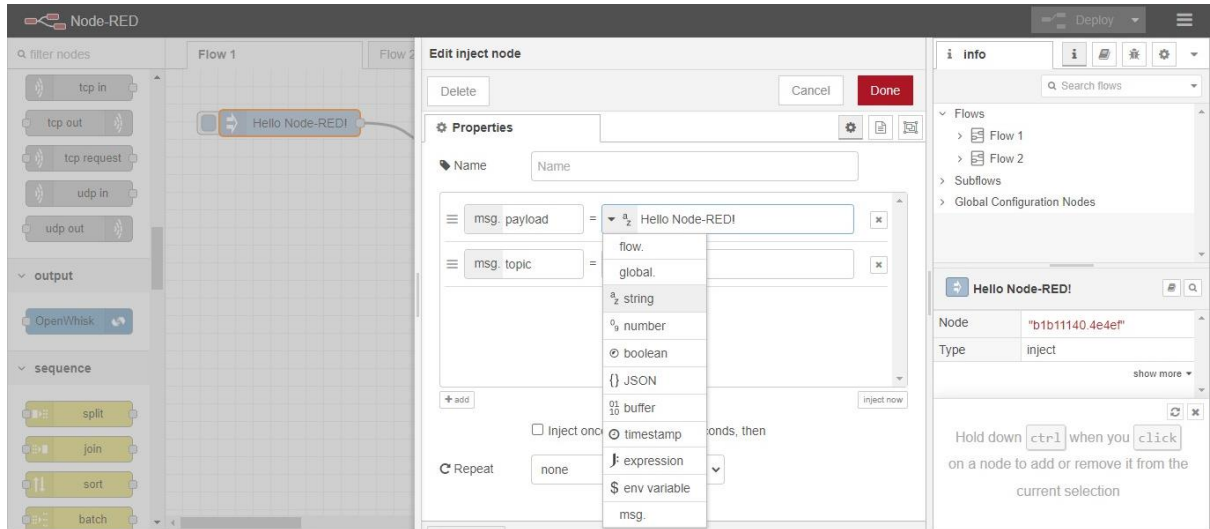 Node-RED
Deploy
filter nodes
tcp in
tcp out
tcp request
udp in
udp out
output
OpenWhisk
sequence
split
join
sort
batch
Flow 1
Flow 2
Hello Node-RED!
Edit inject node
Delete
Cancel
Done
Properties
Name
Name
msg. payload = Hello Node-RED!
msg. topic =
flow.
global.
string
number
boolean
{} JSON
buffer
timestamp
J: expression
$ env variable
msg.
+ add
inject now
Inject once onds, then
Repeat
none
i info
i
Search flows
Flows
Flow 1
Flow 2
Subflows
Global Configuration Nodes
Hello Node-RED!
Node "b1b11140.4e4ef"
Type inject
show more
Hold down ctrl when you click
on a node to add or remove it from the
current selection